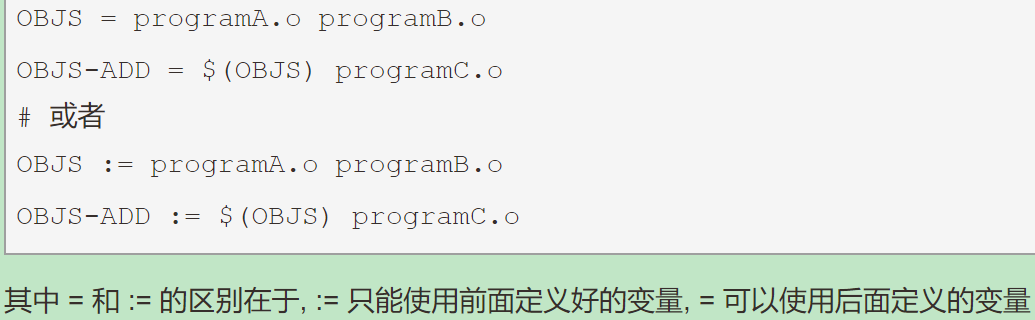 OBJS = programA.o programB.o
OBJS-ADD = $(OBJS) programC.o
# 或者
OBJS := programA.o programB.o
OBJS-ADD := $(OBJS) programC.o
其中 = 和 := 的区别在于, := 只能使用前面定义好的变量, = 可以使用后面定义的变量